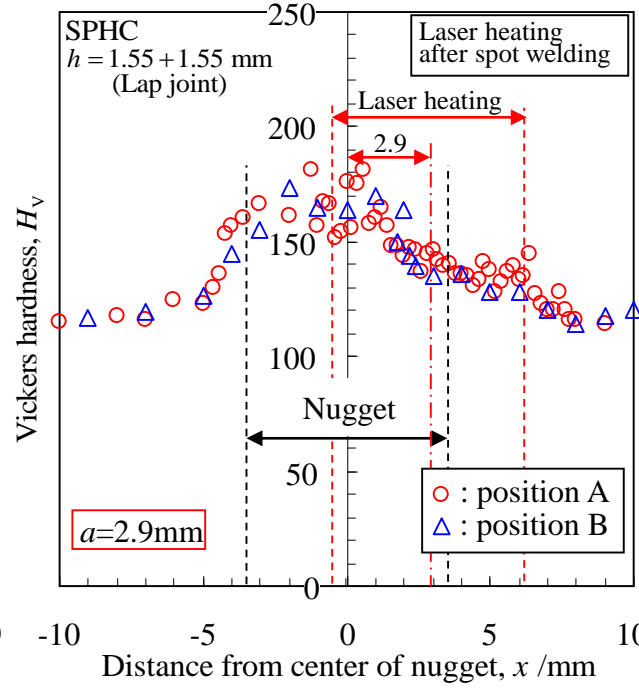 250
SPHC
h = 1.55 + 1.55 mm
(Lap joint)
Laser heating
after spot welding
200
Laser heating
2.9
150
Vickers hardness, Hv
100
Nugget
50
○ : position A
△ : position B
a=2.9mm
0
-10 -5 0 5 10
Distance from center of nugget, x /mm